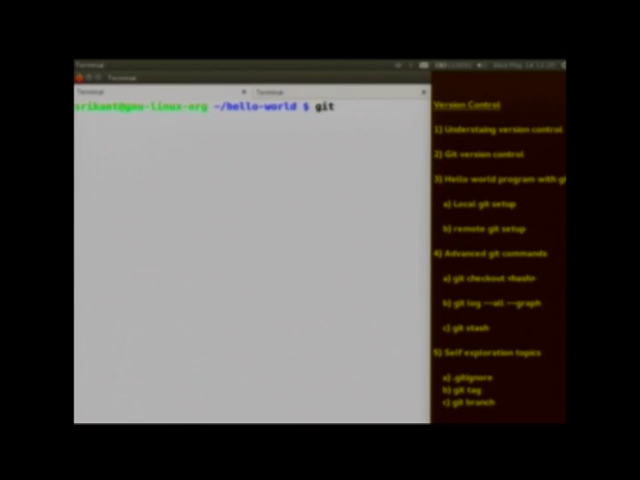 Terminal
Terminal
Terminal
Terminal
srikant@gnu-linux-org ~/hello-world $ git
Version Control
1) Understaing version control
2) Git version control
3) Hello world program with gi
a) Local git setup
b) remote git setup
4) Advanced git commands
a) git checkout <hash>
b) git log --all --graph
c) git stash
5) Self exploration topics
a) .gitignore
b) git tag
c) git branch